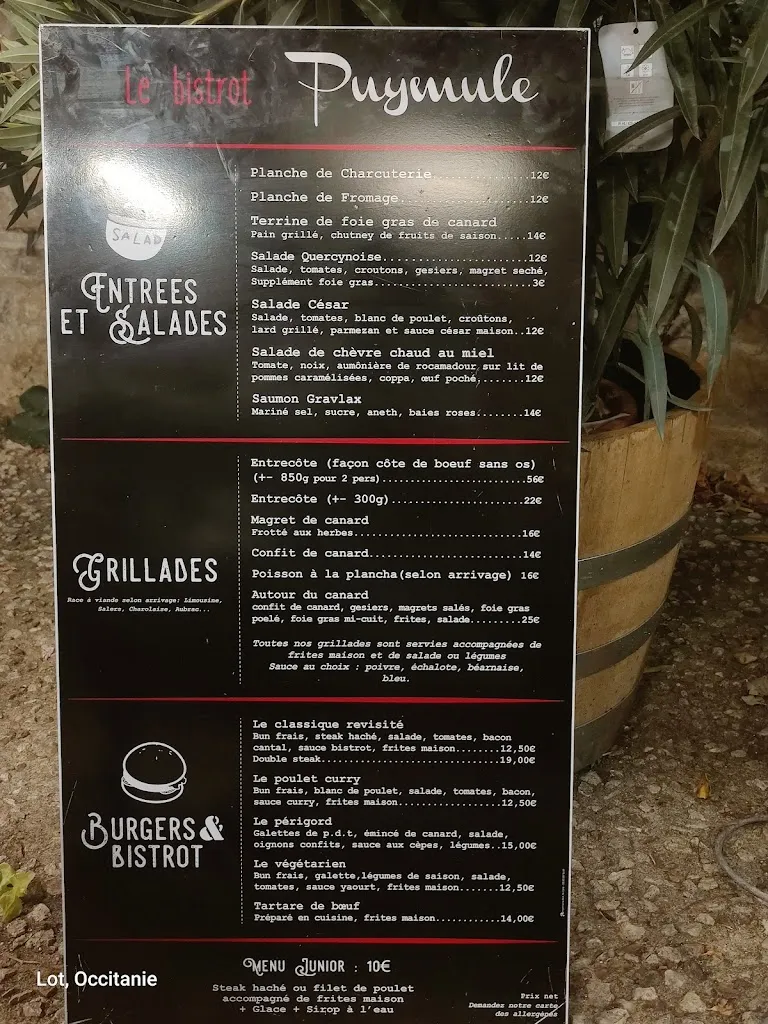 Le bistrot Puymule
SALAD
ENTREES
ET SALADES
Planche de Charcuterie...............12€
Planche de Fromage...................12€
Terrine de foie gras de canard
Pain grillé, chutney de fruits de saison.....14€
Salade Quercynoise...................12€
Salade, tomates, croutons, gesiers, magret seché,
Supplément foie gras.........................3€
Salade César
Salade, tomates, blanc de poulet, croûtons,
lard grillé, parmezan et sauce césar maison..12€
Salade de chèvre chaud au miel
Tomate, noix, aumônière de rocamadour sur lit de
pommes caramélisées, coppa, œuf poché........12€
Saumon Gravlax
Mariné sel, sucre, aneth, baies roses........14€
GRILLADES
Race à viande selon arrivage: Limousine,
Salers, Charolaise, Aubrac...
Entrecôte (façon côte de boeuf sans os)
(+- 850g pour 2 pers)........................56€
Entrecôte (+- 300g)..................22€
Magret de canard
Frotté aux herbes............................16€
Confit de canard.....................14€
Poisson à la plancha(selon arrivage) 16€
Autour du canard
confit de canard, gesiers, magrets salés, foie gras
poelé, foie gras mi-cuit, frites, salade.........25€
Toutes nos grillades sont servies accompagnées de
frites maison et de salade ou légumes
Sauce au choix : poivre, échalote, béarnaise,
bleu.
BURGERS &
BISTROT
Le classique revisité
Bun frais, steak haché, salade, tomates, bacon
cantal, sauce bistrot, frites maison.......12,50€
Double steak...............................19,00€
Le poulet curry
Bun frais, blanc de poulet, salade, tomates, bacon,
sauce curry, frites maison.................12,50€
Le périgord
Galettes de p.d.t, émincé de canard, salade,
oignons confits, sauce aux cèpes, légumes..15,00€
Le végétarien
Bun frais, galette,légumes de saison, salade,
tomates, sauce yaourt, frites maison.......12,50€
Tartare de bœuf
Préparé en cuisine, frites maison...........14,00€
MENU JUNIOR : 10€
Steak haché ou filet de poulet
accompagné de frites maison
+ Glace + Sirop à l'eau
Prix net
Demandez notre carte
des allergénes
Lot, Occitanie